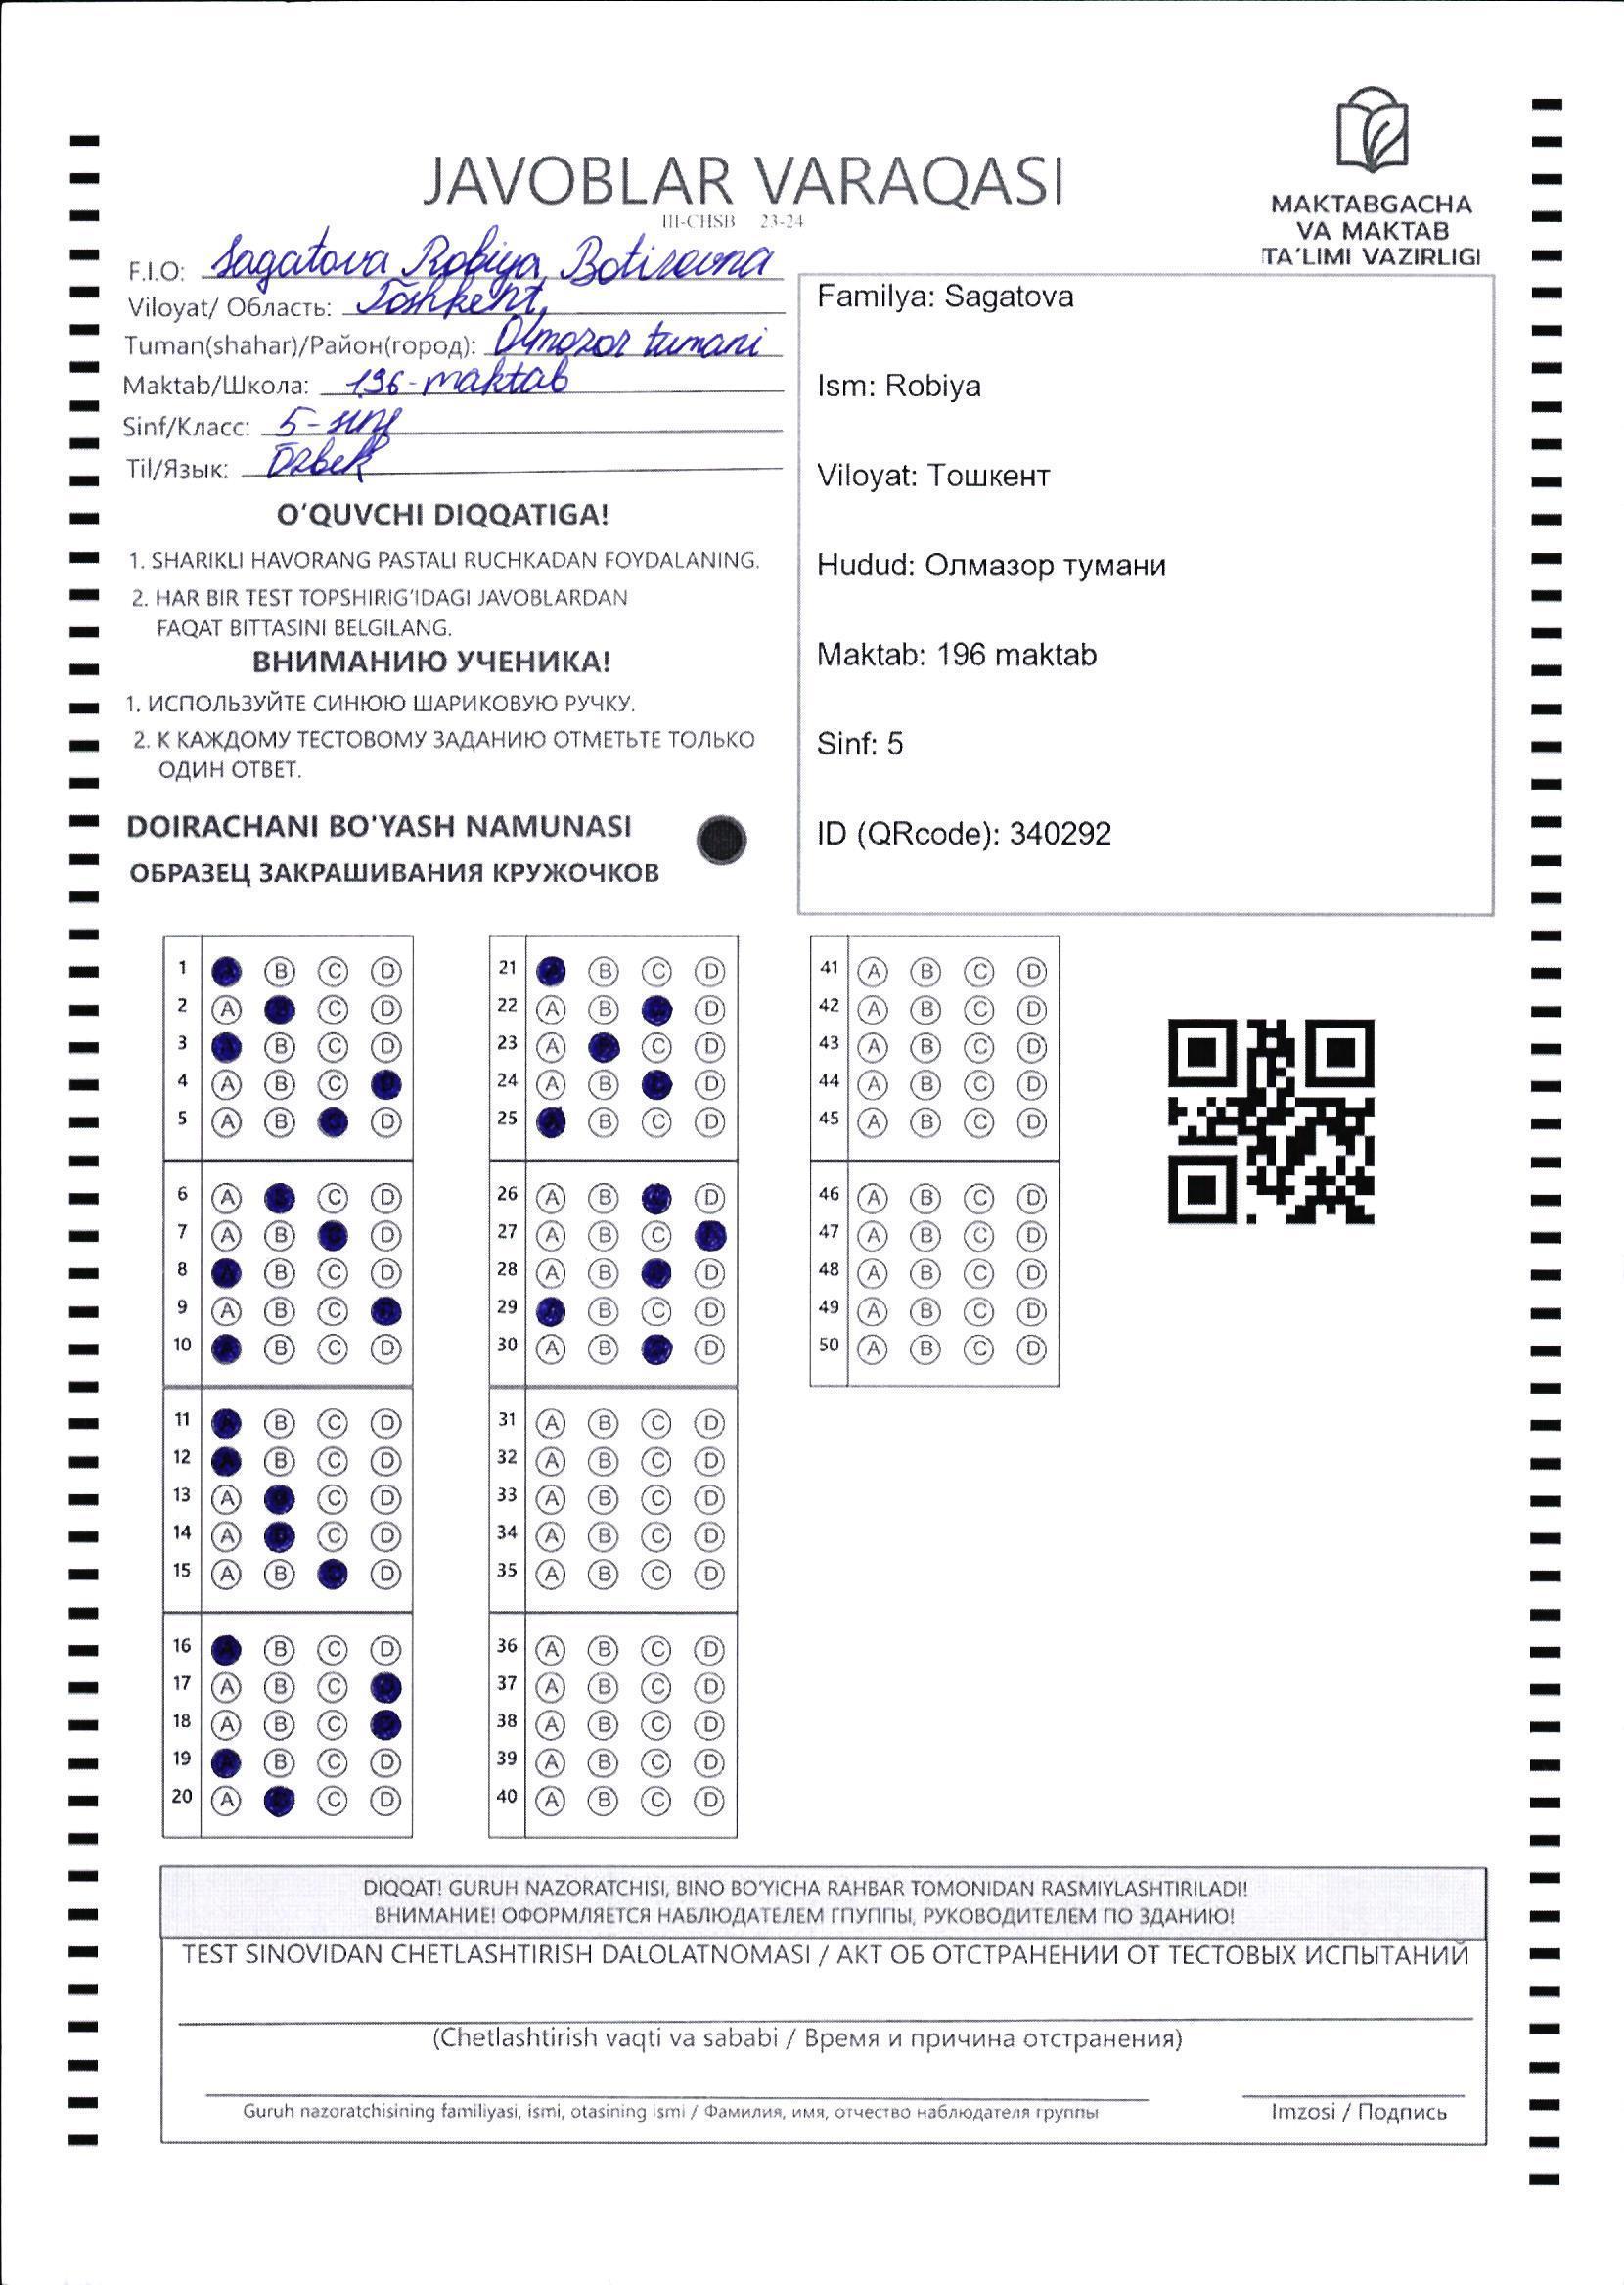 JAVOBLAR VARAQASI
III-CHSB 23-24
MAKTABGACHA
VA MAKTAB
TA'LIMI VAZIRLIGI
F.I.O: Sagatova Robiya Botirovna
Viloyat/ Область: Toshkent,
Tuman(shahar)/Район(город): Olmozor tumani
Maktab/Школа: 196-maktab
Sinf/Класс: 5-sinf
Til/Язык: Ozbek
O'QUVCHI DIQQATIGA!
1. SHARIKLI HAVORANG PASTALI RUCHKADAN FOYDALANING.
2. HAR BIR TEST TOPSHIRIG'IDAGI JAVOBLARDAN
FAQAT BITTASINI BELGILANG.
ВНИМАНИЮ УЧЕНИКА!
1. ИСПОЛЬЗУЙТЕ СИНЮЮ ШАРИКОВУЮ РУЧКУ.
2. К КАЖДОМУ ТЕСТОВОМУ ЗАДАНИЮ ОТМЕТЬТЕ ТОЛЬКО
ОДИН ОТВЕТ.
DOIRACHANI BO'YASH NAMUNASI
ОБРАЗЕЦ ЗАКРАШИВАНИЯ КРУЖОЧКОВ
Familya: Sagatova
Ism: Robiya
Viloyat: Тошкент
Hudud: Олмазор тумани
Maktab: 196 maktab
Sinf: 5
ID (QRcode): 340292
1 A B C D
2 A C D
3 A B C D
4 A B C D
5 A B D
6 A C D
7 A B D
8 A B C D
9 A B C
10 B C D
11 A B C D
12 A B C D
13 A C D
14 A C D
15 A B D
16 A B C D
17 A B C
18 A B C
19 A B C D
20 A C D
21 A B C D
22 A B D
23 A C D
24 A B D
25 A B C D
26 A B D
27 A B C
28 A B D
29 B C D
30 A B D
31 A B C D
32 A B C D
33 A B C D
34 A B C D
35 A B C D
36 A B C D
37 A B C D
38 A B C D
39 A B C D
40 A B C D
41 A B C D
42 A B C D
43 A B C D
44 A B C D
45 A B C D
46 A B C D
47 A B C D
48 A B C D
49 A B C D
50 A B C D
DIQQAT! GURUH NAZORATCHISI, BINO BO'YICHA RAHBAR TOMONIDAN RASMIYLASHTIRILADI!
ВНИМАНИЕ! ОФОРМЛЯЕТСЯ НАБЛЮДАТЕЛЕМ ГПУППЫ, РУКОВОДИТЕЛЕМ ПО ЗДАНИЮ!
TEST SINOVIDAN CHETLASHTIRISH DALOLATNOMASI / АКТ ОБ ОТСТРАНЕНИИ ОТ ТЕСТОВЫХ ИСПЫТАНИЙ
(Chetlashtirish vaqti va sababi / Время и причина отстранения)
Guruh nazoratchisining familiyasi, ismi, otasining ismi / Фамилия, имя, отчество наблюдателя группы
Imzosi / Подпись